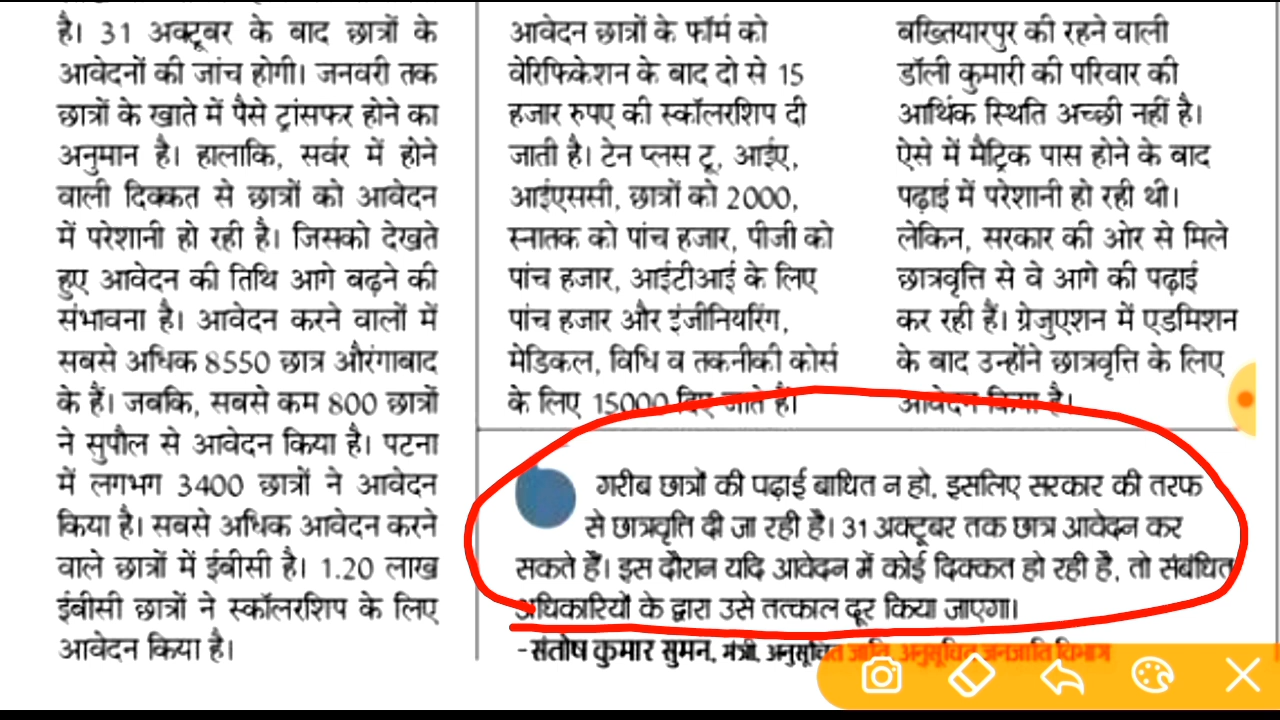 है। 31 अक्टूबर के बाद छात्रों के
आवेदनों की जांच होगी। जनवरी तक
छात्रों के खाते में पैसे ट्रांसफर होने का
अनुमान है। हालाकि, सर्वर में होने
वाली दिक्कत से छात्रों को आवेदन
में परेशानी हो रही है। जिसको देखते
हुए आवेदन की तिथि आगे बढ़ने की
संभावना है। आवेदन करने वालों में
सबसे अधिक 8550 छात्र औरंगाबाद
के हैं। जबकि, सबसे कम 800 छात्रों
ने सुपौल से आवेदन किया है। पटना
में लगभग 3400 छात्रों ने आवेदन
किया है। सबसे अधिक आवेदन करने
वाले छात्रों में ईबीसी है। 1.20 लाख
ईबीसी छात्रों ने स्कॉलरशिप के लिए
आवेदन किया है।
आवेदन छात्रों के फॉर्म को
वेरिफिकेशन के बाद दो से 15
हजार रुपए की स्कॉलरशिप दी
जाती है। टेन प्लस टू, आईए,
आईएससी, छात्रों को 2000,
स्नातक को पांच हजार, पीजी को
पांच हजार, आईटीआई के लिए
पांच हजार और इंजीनियरिंग,
मेडिकल, विधि व तकनीकी कोर्स
के लिए 15000 दिए जाते हैं।
बख्तियारपुर की रहने वाली
डॉली कुमारी की परिवार की
आर्थिक स्थिति अच्छी नहीं है।
ऐसे में मैट्रिक पास होने के बाद
पढ़ाई में परेशानी हो रही थी।
लेकिन, सरकार की ओर से मिले
छात्रवृत्ति से वे आगे की पढ़ाई
कर रही हैं। ग्रेजुएशन में एडमिशन
के बाद उन्होंने छात्रवृत्ति के लिए
आवेदन किया है।
गरीब छात्रों की पढ़ाई बाधित न हो, इसलिए सरकार की तरफ
से छात्रवृति दी जा रही है। 31 अक्टूबर तक छात्र आवेदन कर
सकते हैं। इस दौरान यदि आवेदन में कोई दिक्कत हो रही है, तो संबंधित
अधिकारियों के द्वारा उसे तत्काल दूर किया जाएगा।
-संतोष कुमार सुमन, मंत्री, अनुसूचित जाति, अनुसूचित जनजाति विभाग